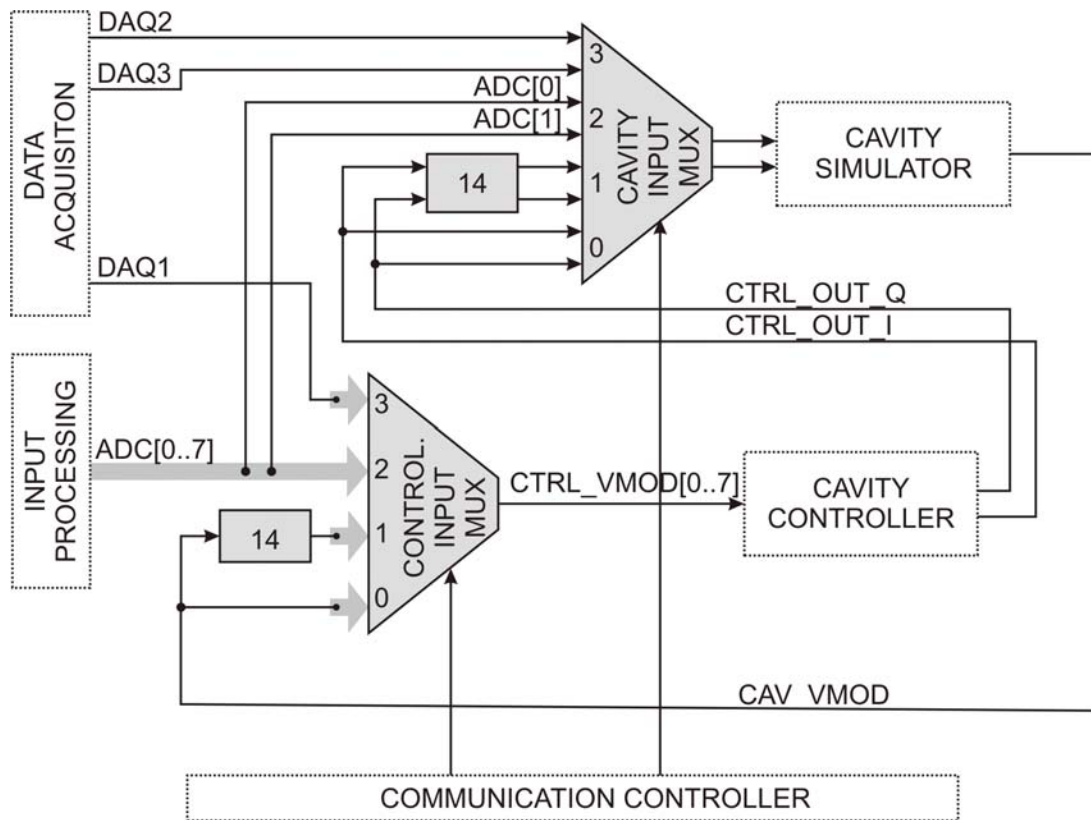 DAQ2
DAQ3
DATA
ACQUISITON
ADC[0]
ADC[1]
14
3
2
1
0
CAVITY
INPUT
MUX
CAVITY
SIMULATOR
DAQ1
CTRL_OUT_Q
CTRL_OUT_I
INPUT
PROCESSING
ADC[0..7]
14
3
2
1
0
CONTROL.
INPUT
MUX
CTRL_VMOD[0..7]
CAVITY
CONTROLLER
CAV_VMOD
COMMUNICATION CONTROLLER